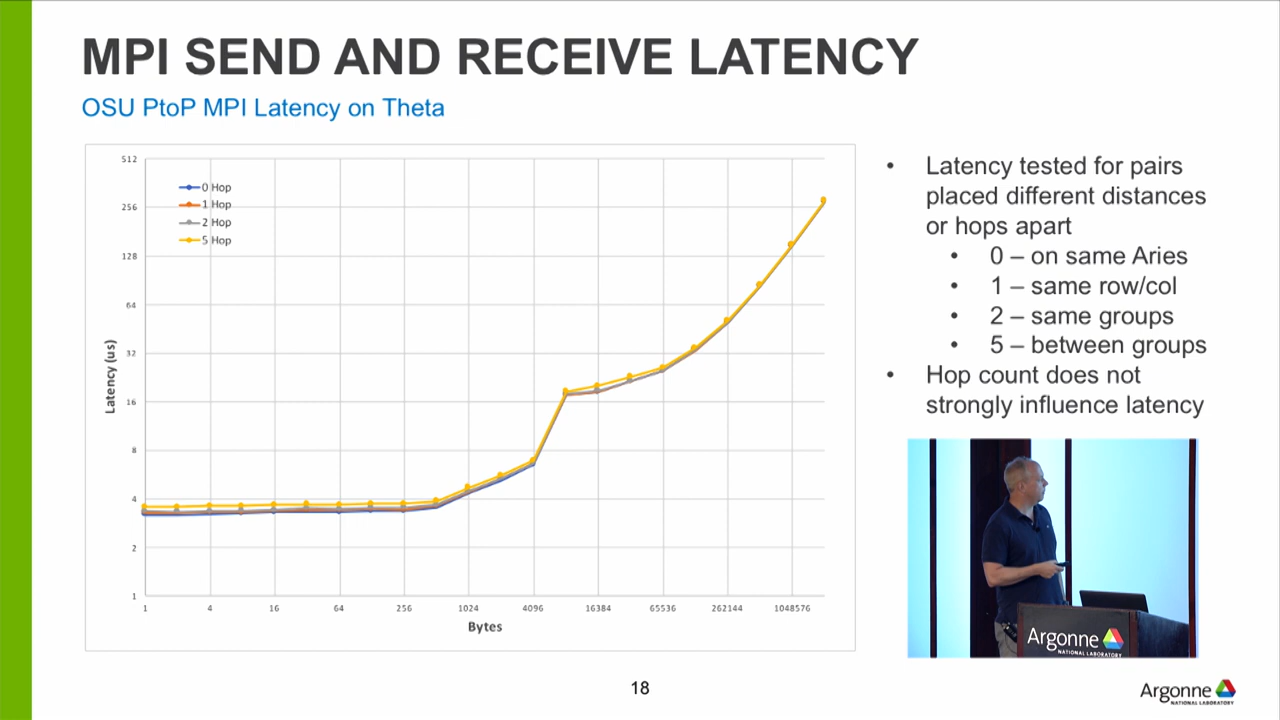 MPI SEND AND RECEIVE LATENCY
OSU PtoP MPI Latency on Theta
512
256
128
64
32
16
8
4
2
1
Latency (us)
0 Hop
1 Hop
2 Hop
5 Hop
1
4
16
64
256
1024
4096
16384
65536
262144
1048576
Bytes
• Latency tested for pairs
placed different distances
or hops apart
• 0 – on same Aries
• 1 – same row/col
• 2 – same groups
• 5 – between groups
• Hop count does not
strongly influence latency
Argonne
NATIONAL LABORATORY
18
Argonne
NATIONAL LABORATORY